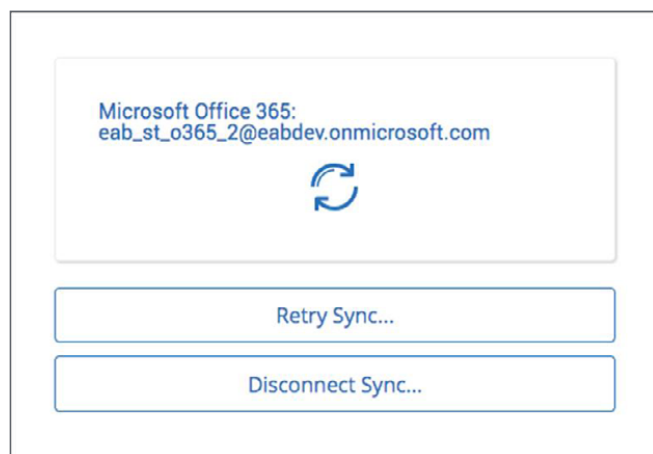 Microsoft Office 365:
eab_st_o365_2@eabdev.onmicrosoft.com
Retry Sync...
Disconnect Sync...